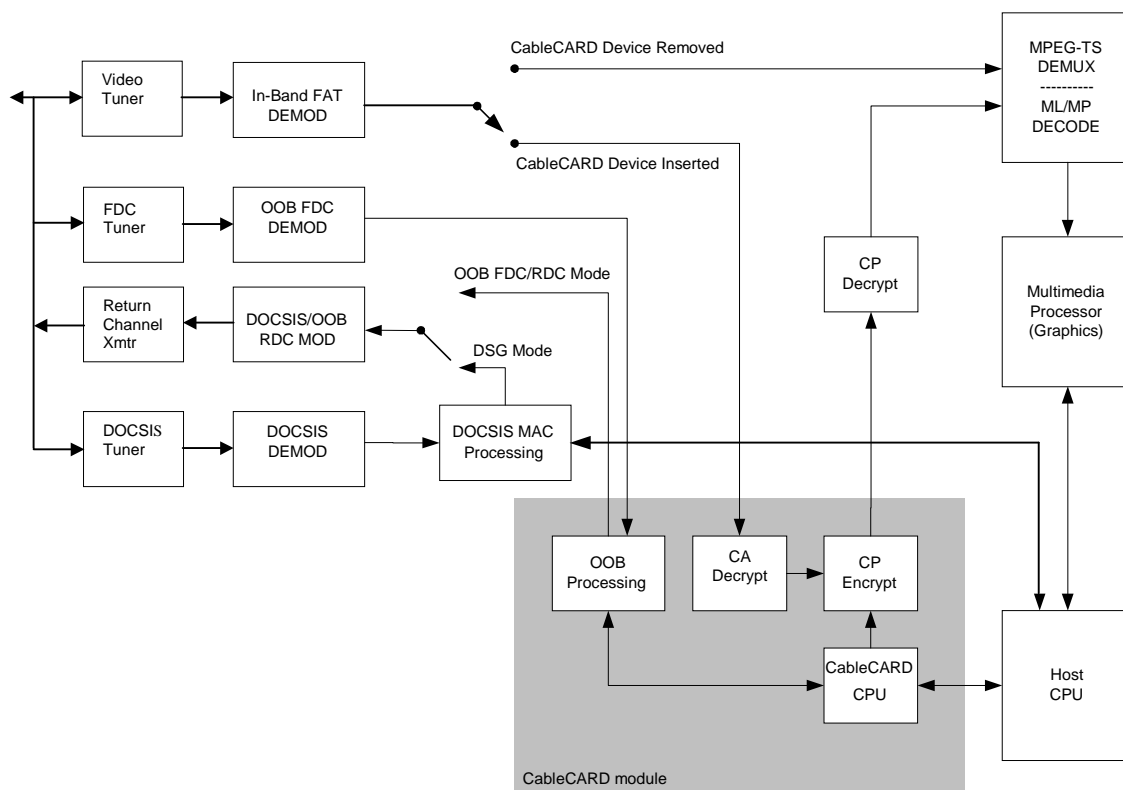 CableCARD Device Removed
MPEG-TS
DEMUX
----------
ML/MP
DECODE
Video
Tuner
In-Band FAT
DEMOD
CableCARD Device Inserted
FDC
Tuner
OOB FDC
DEMOD
CP
Decrypt
OOB FDC/RDC Mode
Multimedia
Processor
(Graphics)
Return
Channel
Xmtr
DOCSIS/OOB
RDC MOD
DSG Mode
DOCSIS
Tuner
DOCSIS
DEMOD
DOCSIS MAC
Processing
OOB
Processing
CA
Decrypt
CP
Encrypt
CableCARD
CPU
Host
CPU
CableCARD module